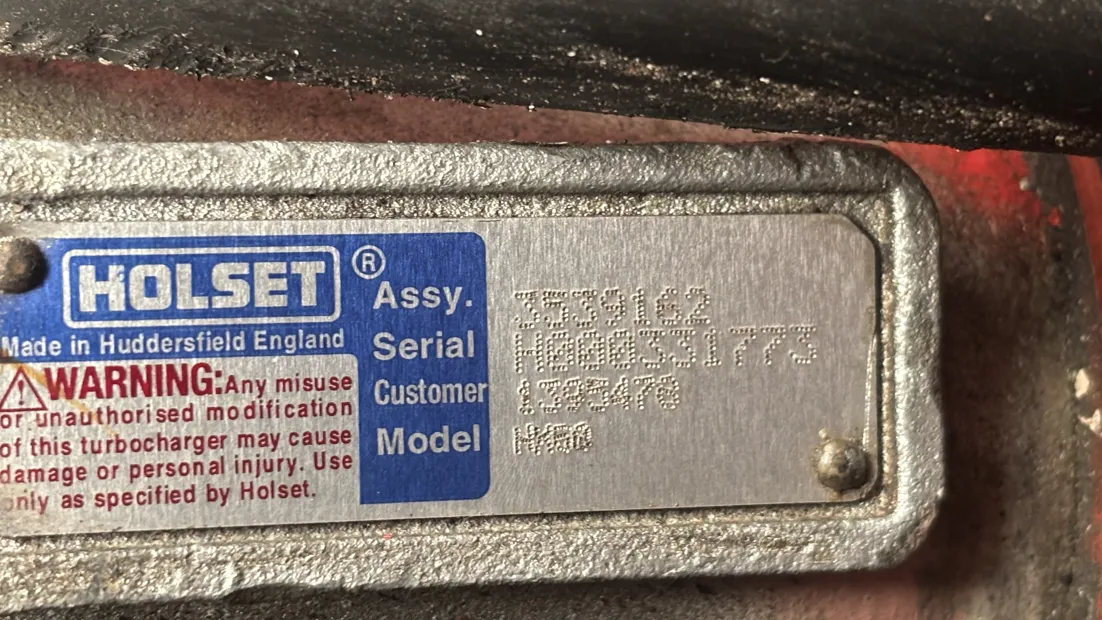 HOLSET ®
Made in Huddersfield England
WARNING: Any misuse
or unauthorised modification
of this turbocharger may cause
damage or personal injury. Use
only as specified by Holset.
Assy. 3539162
Serial H000331773
Customer 1395470
Model HX50